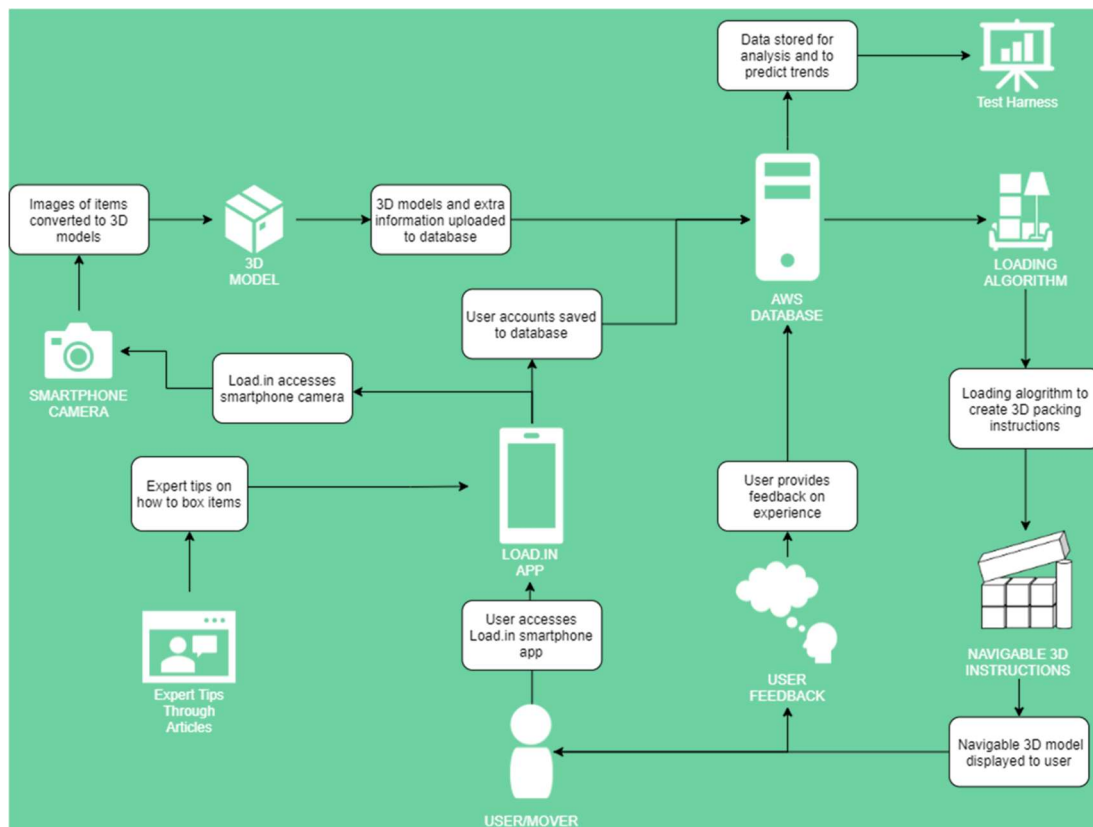 Data stored for
analysis and to
predict trends
Test Harness
Images of items
converted to 3D
models
3D
MODEL
3D models and extra
information uploaded
to database
AWS
DATABASE
LOADING
ALGORITHM
User accounts saved
to database
SMARTPHONE
CAMERA
Load.in accesses
smartphone camera
Loading alogrithm to
create 3D packing
instructions
Expert tips on
how to box items
LOAD.IN
APP
User provides
feedback on
experience
User accesses
Load.in smartphone
app
Expert Tips
Through
Articles
USER
FEEDBACK
NAVIGABLE 3D
INSTRUCTIONS
Navigable 3D model
displayed to user
USER/MOVER